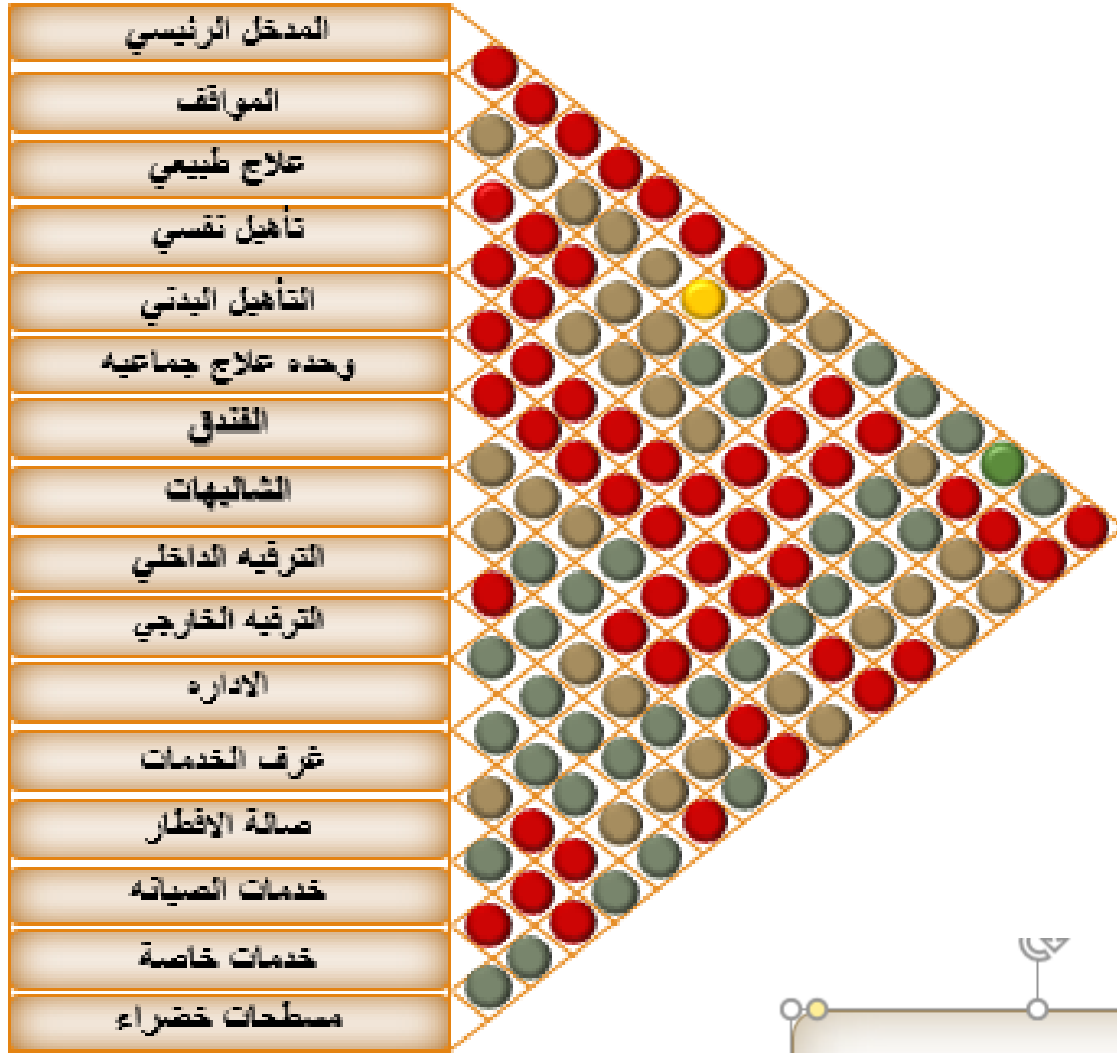 المدخل الرئيسي
المواقف
علاج طبيعي
تأهيل نفسي
التأهيل البدني
وحده علاج جماعيه
الفندق
الشاليهات
الترفيه الداخلي
الترفيه الخارجي
الاداره
غرف الخدمات
صالة الافطار
خدمات الصيانه
خدمات خاصة
مسطحات خضراء